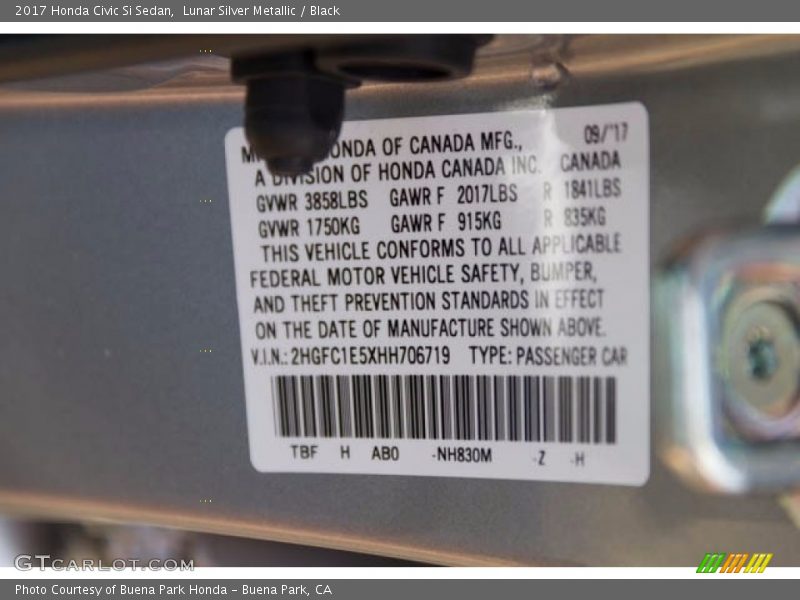 2017 Honda Civic Si Sedan, Lunar Silver Metallic / Black
ONDA OF CANADA MFG., 09/'17
A DIVISION OF HONDA CANADA INC. CANADA
GVWR 3858LBS GAWR F 2017LBS R 1841LBS
GVWR 1750KG GAWR F 915KG R 835KG
THIS VEHICLE CONFORMS TO ALL APPLICABLE
FEDERAL MOTOR VEHICLE SAFETY, BUMPER,
AND THEFT PREVENTION STANDARDS IN EFFECT
ON THE DATE OF MANUFACTURE SHOWN ABOVE.
V.I.N.: 2HGFC1E5XHH706719 TYPE: PASSENGER CAR
TBF H AB0 -NH830M -Z -H
GTCARLOT.COM
Photo Courtesy of Buena Park Honda – Buena Park, CA